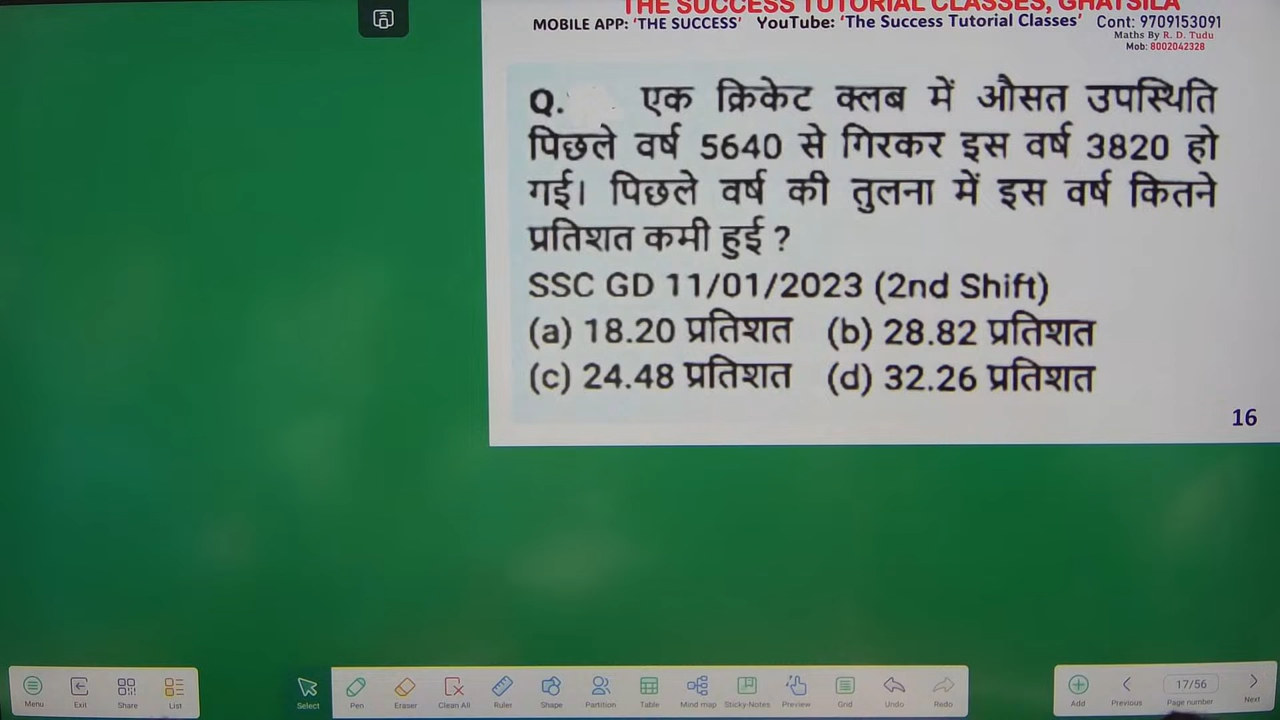 THE SUCCESS TUTORIAL CLASSES, GHATSILA
MOBILE APP: ‘THE SUCCESS’ YouTube: ‘The Success Tutorial Classes’ Cont: 9709153091
Maths By R. D. Tudu
Mob: 8002042328
Q. एक क्रिकेट क्लब में औसत उपस्थिति
पिछले वर्ष 5640 से गिरकर इस वर्ष 3820 हो
गई। पिछले वर्ष की तुलना में इस वर्ष कितने
प्रतिशत कमी हुई ?
SSC GD 11/01/2023 (2nd Shift)
(a) 18.20 प्रतिशत (b) 28.82 प्रतिशत
(c) 24.48 प्रतिशत (d) 32.26 प्रतिशत
16
Menu Exit Share List Select Pen Eraser Clean All Ruler Shape Partition Table Mind map Sticky-Notes Preview Grid Undo Redo Add Previous 17/56 Page number Next